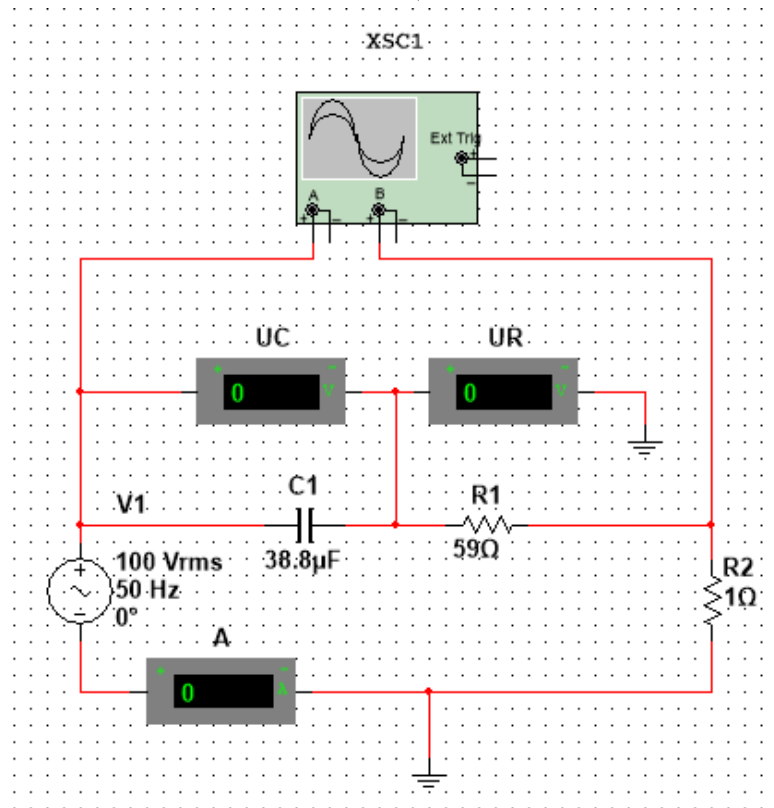 XSC1
Ext Trig
+
−
A
B
+ −
+ −
UC
UR
+ −
0 V
+ −
0 V
V1
C1
R1
38.8µF
59Ω
+
−
100 Vrms
50 Hz
0°
R2
1Ω
A
+ −
0 A